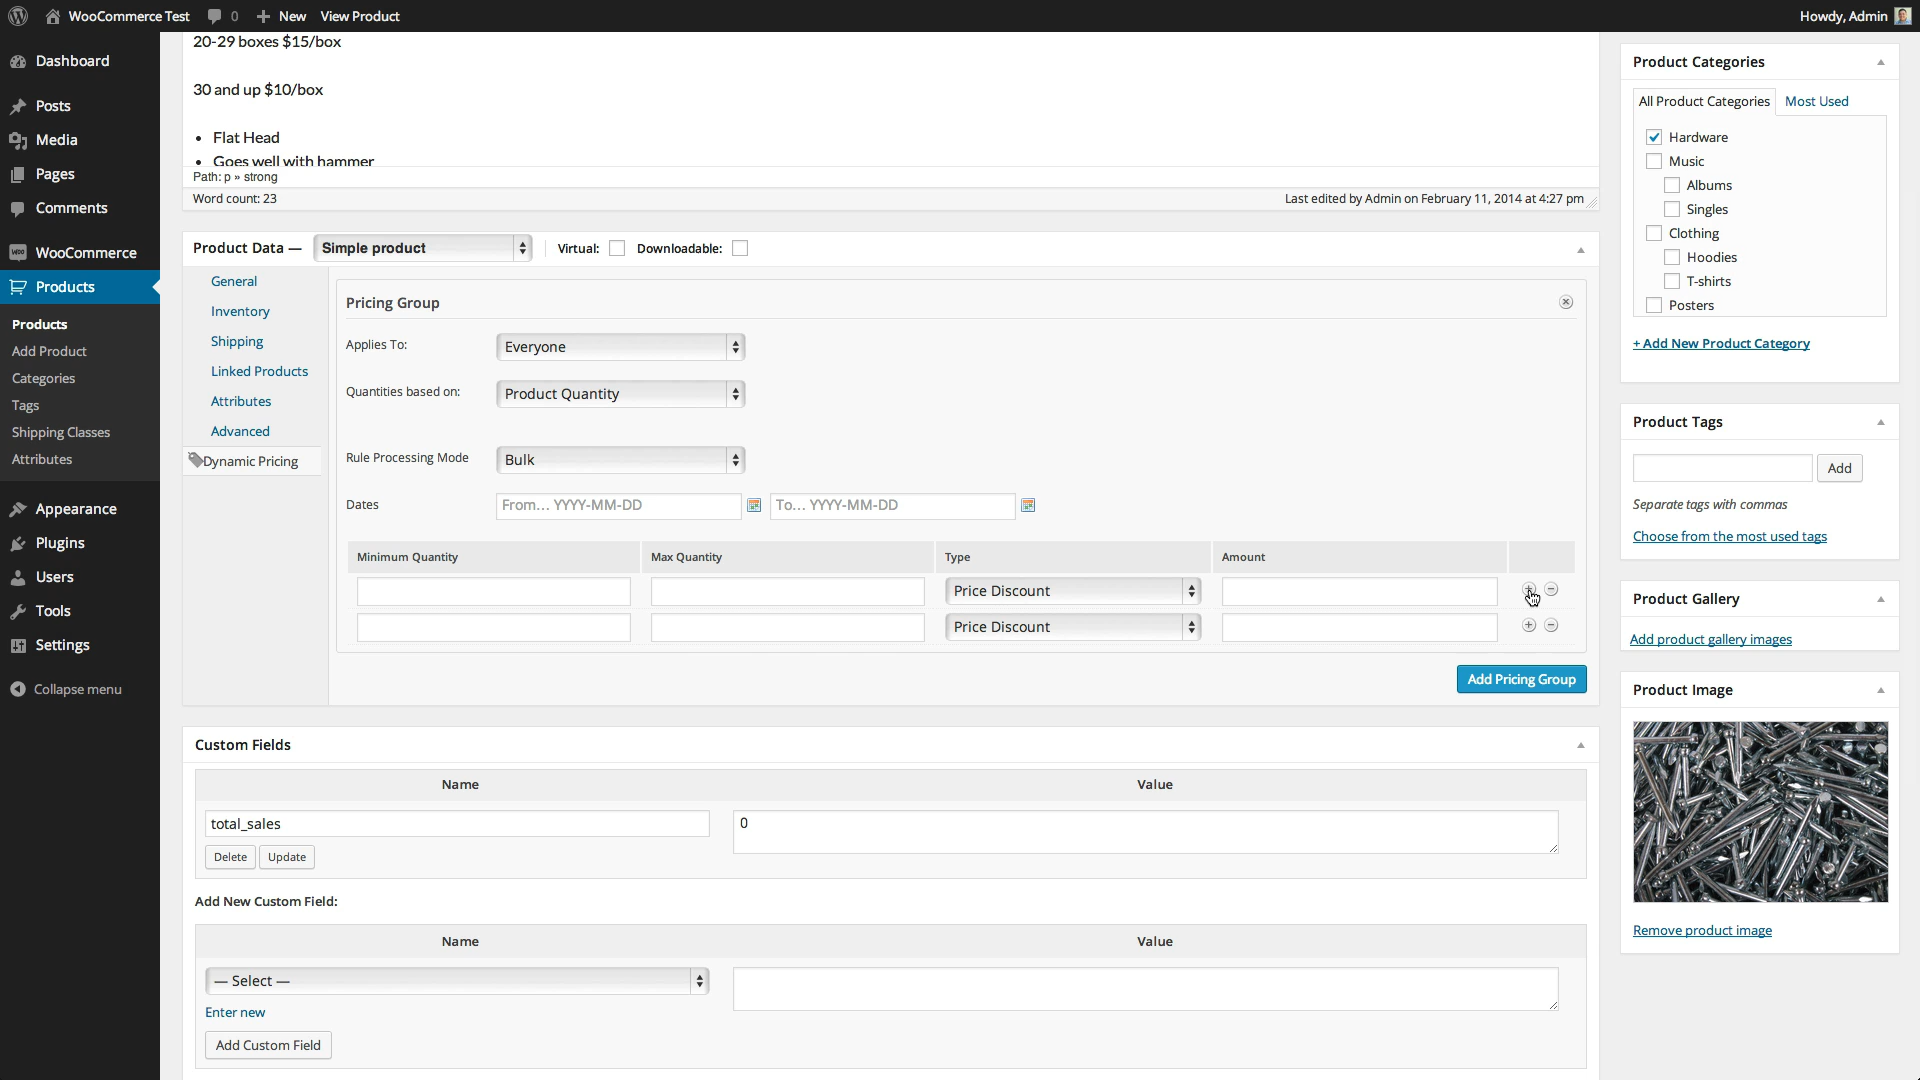 WooCommerce Test 0 New View Product Howdy, Admin
Dashboard
Posts
Media
Pages
Comments
WooCommerce
Products
Products
Add Product
Categories
Tags
Shipping Classes
Attributes
Appearance
Plugins
Users
Tools
Settings
Collapse menu
20-29 boxes $15/box
30 and up $10/box
• Flat Head
• Goes well with hammer
Path: p » strong
Word count: 23 Last edited by Admin on February 11, 2014 at 4:27 pm
Product Data — Simple product Virtual: Downloadable:
General
Inventory
Shipping
Linked Products
Attributes
Advanced
Dynamic Pricing
Pricing Group
Applies To: Everyone
Quantities based on: Product Quantity
Rule Processing Mode Bulk
Dates From... YYYY-MM-DD To... YYYY-MM-DD
Minimum Quantity Max Quantity Type Amount
Price Discount
Price Discount
Add Pricing Group
Custom Fields
Name Value
total_sales 0
Delete Update
Add New Custom Field:
Name Value
— Select —
Enter new
Add Custom Field
Product Categories
All Product Categories Most Used
Hardware
Music
Albums
Singles
Clothing
Hoodies
T-shirts
Posters
+ Add New Product Category
Product Tags
Add
Separate tags with commas
Choose from the most used tags
Product Gallery
Add product gallery images
Product Image
Remove product image